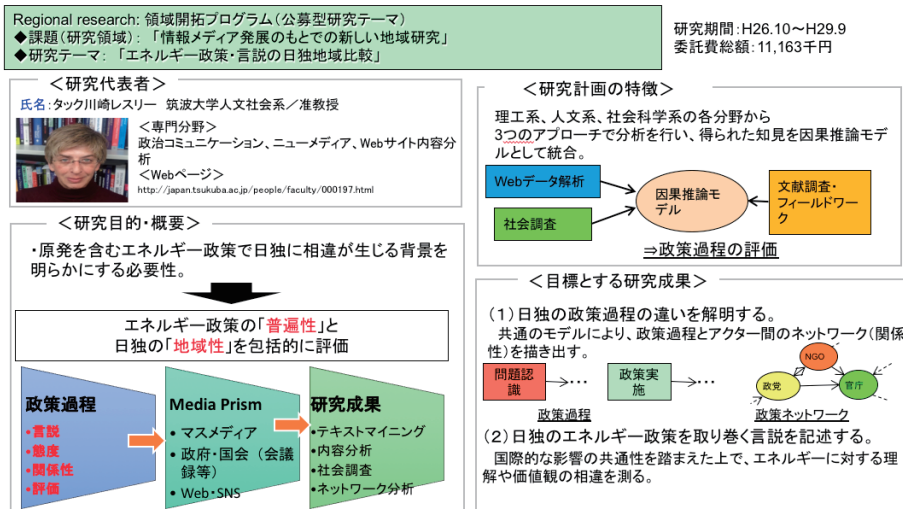 Regional research: 領域開拓プログラム(公募型研究テーマ)
◆課題(研究領域): 「情報メディア発展のもとでの新しい地域研究」
◆研究テーマ: 「エネルギー政策・言説の日独地域比較」
研究期間:H26.10～H29.9
委託費総額:11,163千円
＜研究代表者＞
氏名:タック川崎レスリー 筑波大学人文社会系／准教授
＜専門分野＞
政治コミュニケーション、ニューメディア、Webサイト内容分
析
＜Webページ＞
http://japan.tsukuba.ac.jp/people/faculty/000197.html
＜研究目的・概要＞
・原発を含むエネルギー政策で日独に相違が生じる背景を
明らかにする必要性。
エネルギー政策の「普遍性」と
日独の「地域性」を包括的に評価
政策過程
•言説
•態度
•関係性
•評価
Media Prism
• マスメディア
• 政府・国会（会議
録等）
• Web・SNS
研究成果
•テキストマイニング
•内容分析
•社会調査
•ネットワーク分析
＜研究計画の特徴＞
理工系、人文系、社会科学系の各分野から
3つのアプローチで分析を行い、得られた知見を因果推論モデ
ルとして統合。
Webデータ解析
社会調査
因果推論モ
デル
文献調査・
フィールドワー
ク
⇒政策過程の評価
＜目標とする研究成果＞
（1）日独の政策過程の違いを解明する。
共通のモデルにより、政策過程とアクター間のネットワーク(関係
性)を描き出す。
問題認
識
…
政策実
施
…
政策過程
NGO
政党
官庁
政策ネットワーク
（2）日独のエネルギー政策を取り巻く言説を記述する。
国際的な影響の共通性を踏まえた上で、エネルギーに対する理
解や価値観の相違を測る。